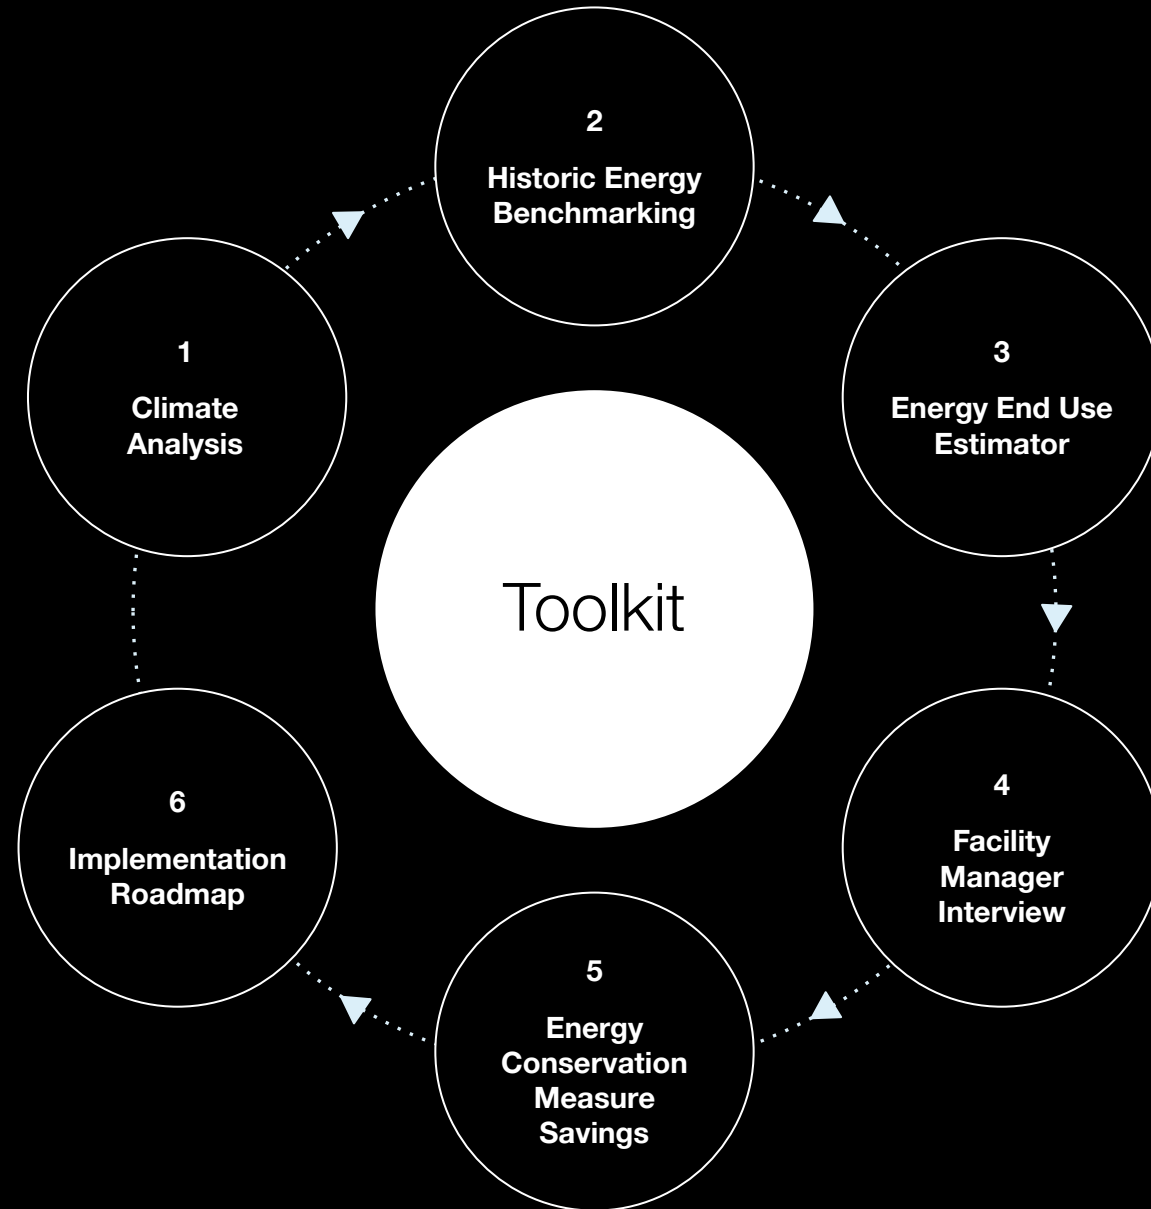 1
Climate
Analysis
2
Historic Energy
Benchmarking
3
Energy End Use
Estimator
4
Facility
Manager
Interview
5
Energy
Conservation
Measure
Savings
6
Implementation
Roadmap
Toolkit